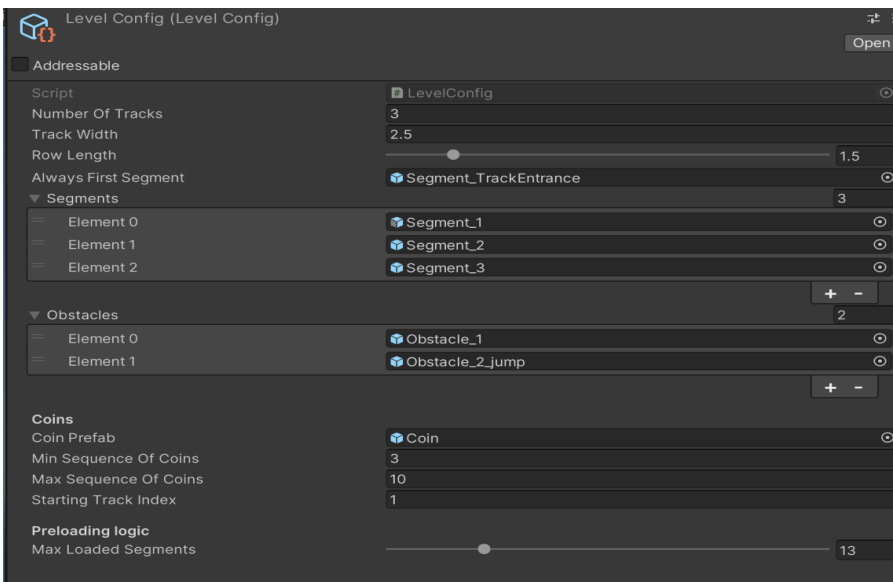 Level Config (Level Config)
Open
Addressable
Script # LevelConfig
Number Of Tracks 3
Track Width 2.5
Row Length 1.5
Always First Segment Segment_TrackEntrance
Segments 3
Element 0 Segment_1
Element 1 Segment_2
Element 2 Segment_3
+ -
Obstacles 2
Element 0 Obstacle_1
Element 1 Obstacle_2_jump
+ -
Coins
Coin Prefab Coin
Min Sequence Of Coins 3
Max Sequence Of Coins 10
Starting Track Index 1
Preloading logic
Max Loaded Segments 13